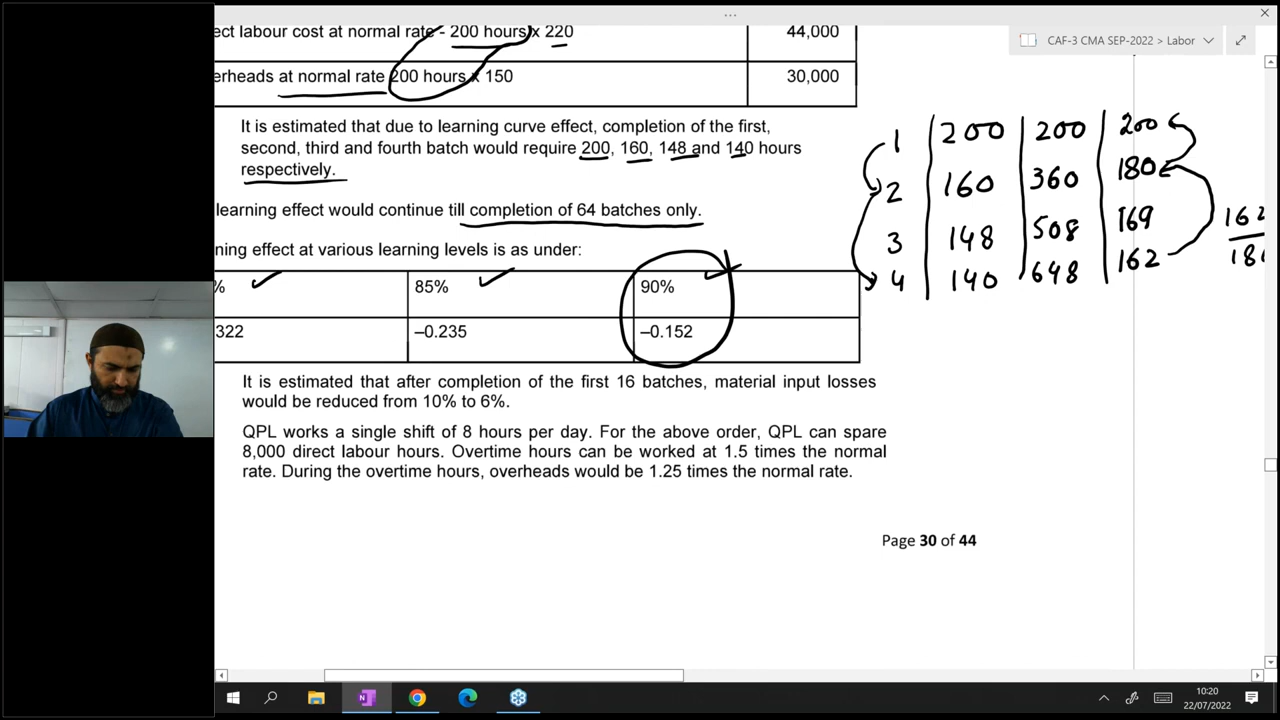 CAF-3 CMA SEP-2022 > Labor
ect labour cost at normal rate - 200 hours x 220 44,000
erheads at normal rate 200 hours x 150 30,000
It is estimated that due to learning curve effect, completion of the first,
second, third and fourth batch would require 200, 160, 148 and 140 hours
respectively.
learning effect would continue till completion of 64 batches only.
ning effect at various learning levels is as under:
% 85% 90%
322 –0.235 –0.152
It is estimated that after completion of the first 16 batches, material input losses
would be reduced from 10% to 6%.
QPL works a single shift of 8 hours per day. For the above order, QPL can spare
8,000 direct labour hours. Overtime hours can be worked at 1.5 times the normal
rate. During the overtime hours, overheads would be 1.25 times the normal rate.
Page 30 of 44
1 200 200 200
2 160 360 180
3 148 508 169
4 140 648 162
162
10:20
22/07/2022